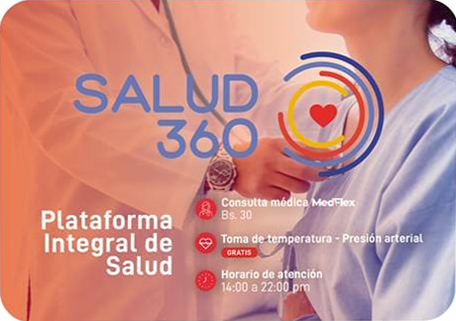 SALUD
360
Plataforma
Integral de
Salud
Consulta médica MedFlex
Bs. 30
Toma de temperatura - Presión arterial
GRATIS
Horario de atención
14:00 a 22:00 pm